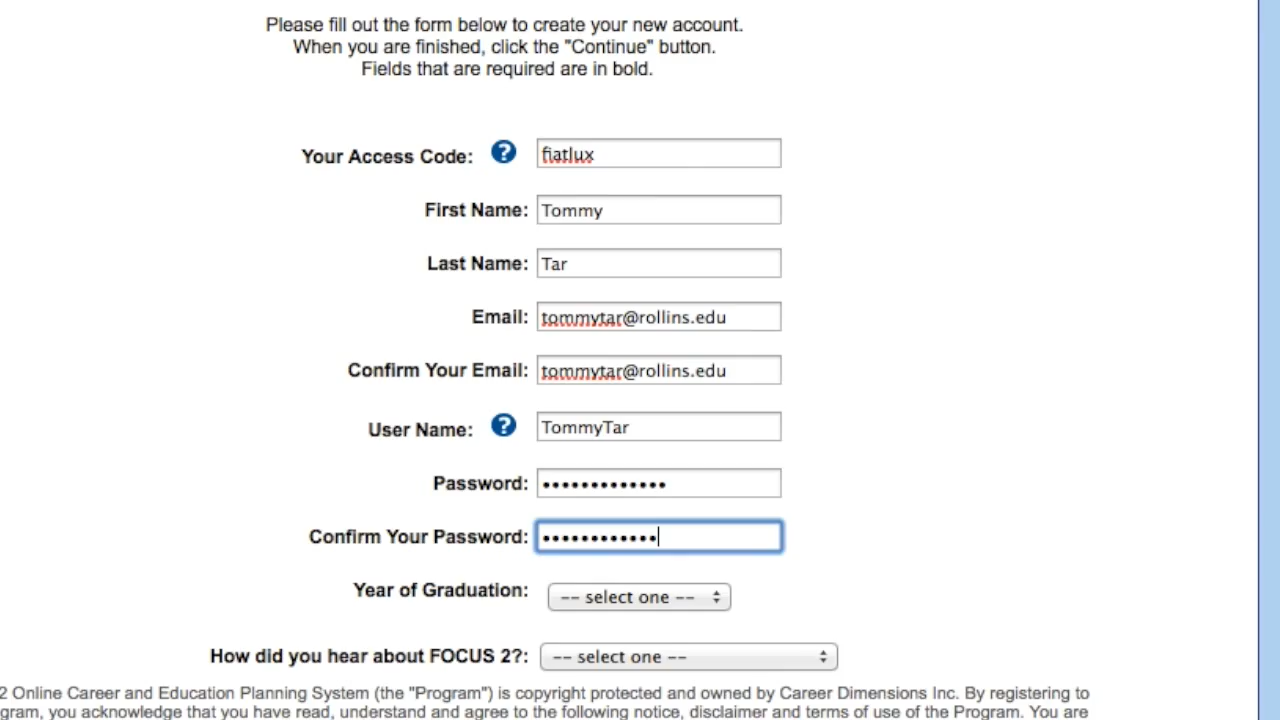 Please fill out the form below to create your new account.
When you are finished, click the "Continue" button.
Fields that are required are in bold.
Your Access Code: ? fiatlux
First Name: Tommy
Last Name: Tar
Email: tommytar@rollins.edu
Confirm Your Email: tommytar@rollins.edu
User Name: ? TommyTar
Password: •••••••••••••
Confirm Your Password: ••••••••••••
Year of Graduation: -- select one --
How did you hear about FOCUS 2?: -- select one --
2 Online Career and Education Planning System (the "Program") is copyright protected and owned by Career Dimensions Inc. By registering to
gram, you acknowledge that you have read, understand and agree to the following notice, disclaimer and terms of use of the Program. You are